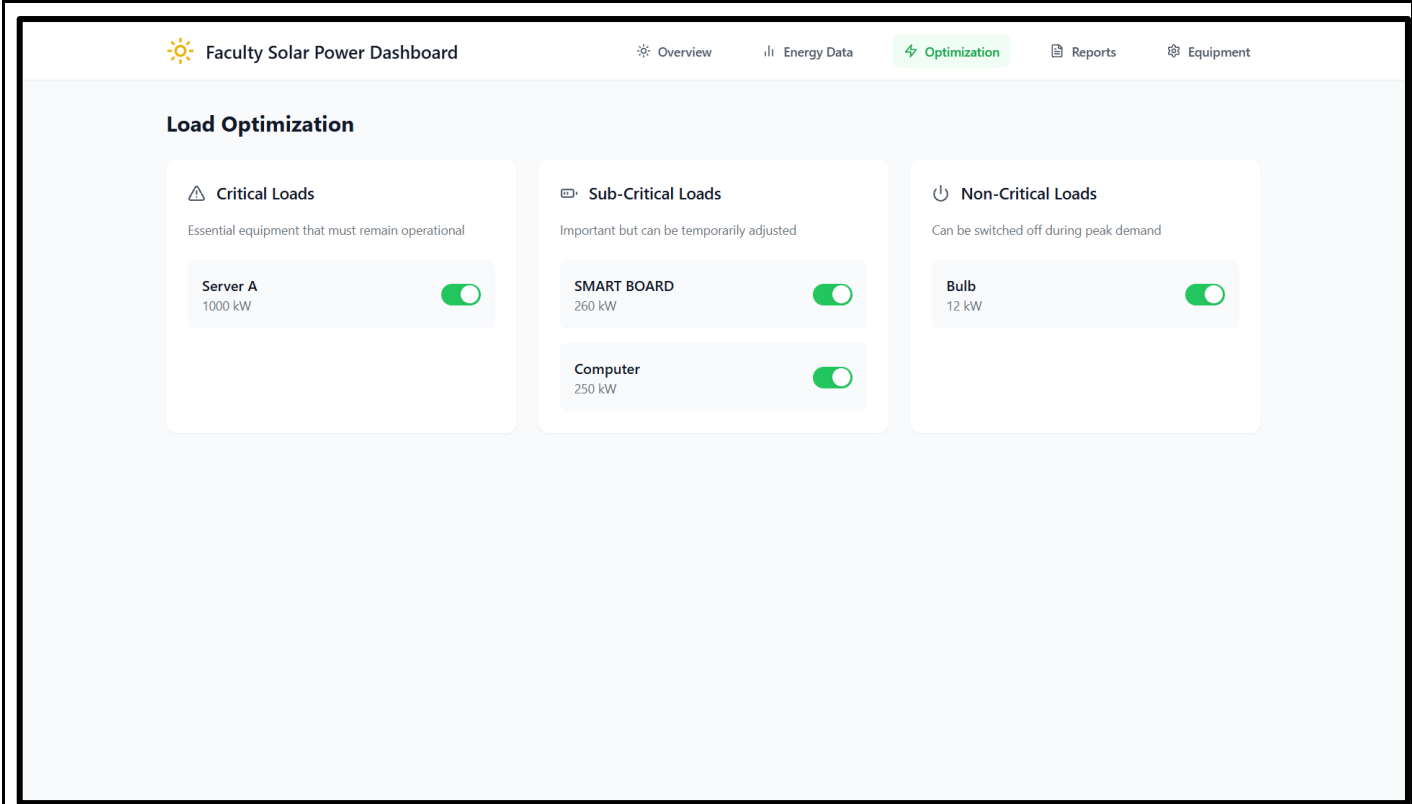 Faculty Solar Power Dashboard
Overview
Energy Data
Optimization
Reports
Equipment
Load Optimization
Critical Loads
Essential equipment that must remain operational
Server A
1000 kW
Sub-Critical Loads
Important but can be temporarily adjusted
SMART BOARD
260 kW
Computer
250 kW
Non-Critical Loads
Can be switched off during peak demand
Bulb
12 kW